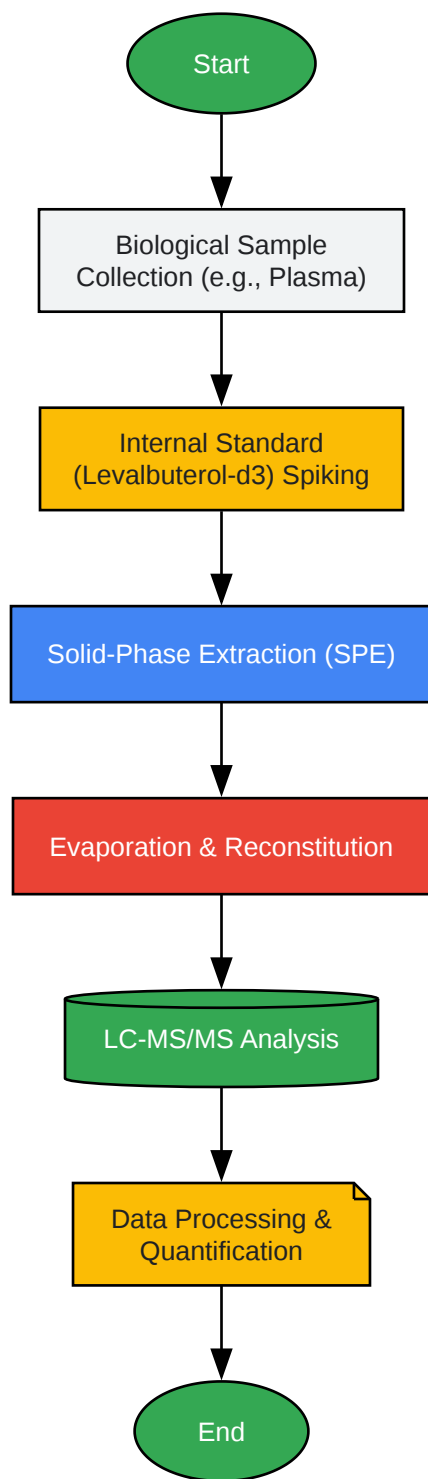 Start
Biological Sample
Collection (e.g., Plasma)
Internal Standard
(Levalbuterol-d3) Spiking
Solid-Phase Extraction (SPE)
Evaporation & Reconstitution
LC-MS/MS Analysis
Data Processing &
Quantification
End